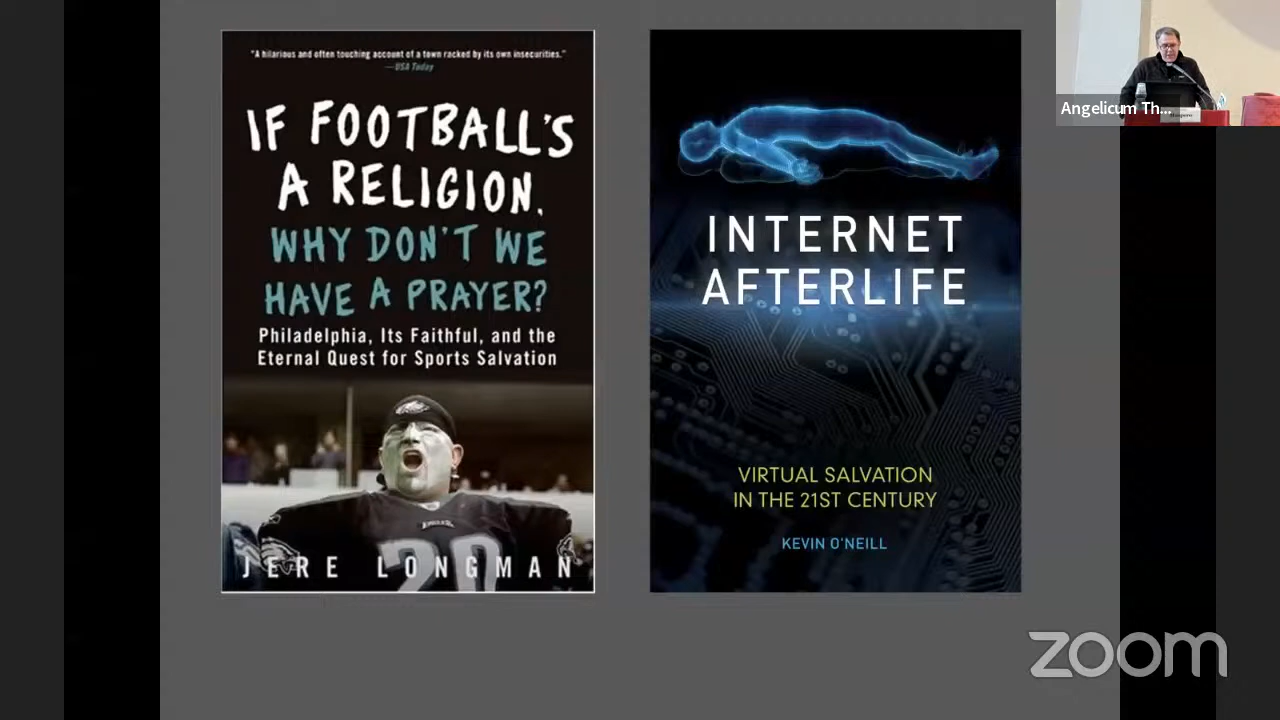 "A hilarious and often touching account of a town racked by its own insecurities."
—USA Today
IF FOOTBALL'S
A RELIGION,
WHY DON'T WE
HAVE A PRAYER?
Philadelphia, Its Faithful, and the
Eternal Quest for Sports Salvation
EAGLES
20
JERE LONGMAN
INTERNET
AFTERLIFE
VIRTUAL SALVATION
IN THE 21ST CENTURY
KEVIN O'NEILL
Angelicum Th...
zoom